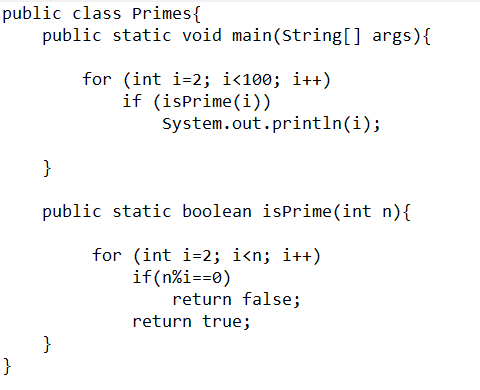 public class Primes{
    public static void main(String[] args){

        for (int i=2; i<100; i++)
            if (isPrime(i))
                System.out.println(i);

    }

    public static boolean isPrime(int n){

         for (int i=2; i<n; i++)
             if(n%i==0)
                 return false;
             return true;
    }
}